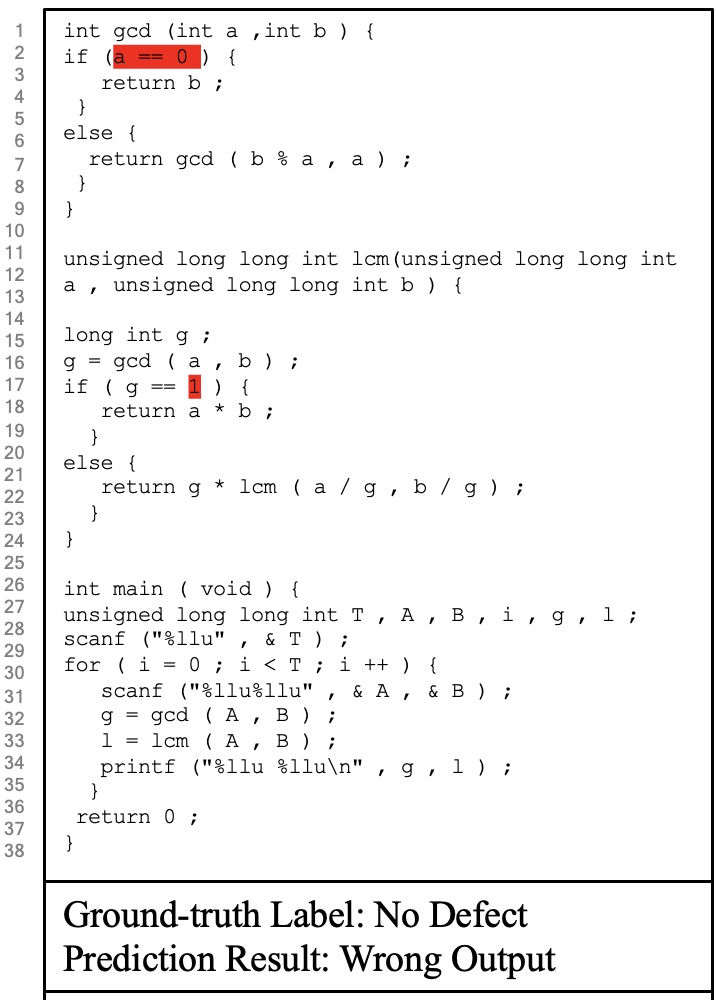 1 int gcd (int a ,int b ) {
2 if (a == 0 ) {
3 return b ;
4 }
5 else {
6 return gcd ( b % a , a ) ;
7 }
8 }
9
10
11 unsigned long long int lcm(unsigned long long int
12 a , unsigned long long int b ) {
13
14 long int g ;
15 g = gcd ( a , b ) ;
16 if ( g == 1 ) {
17 return a * b ;
18 }
19 else {
20 return g * lcm ( a / g , b / g ) ;
21 }
22 }
23
24
25 int main ( void ) {
26 unsigned long long int T , A , B , i , g , l ;
27 scanf ("%llu" , & T ) ;
28 for ( i = 0 ; i < T ; i ++ ) {
29 scanf ("%llu%llu" , & A , & B ) ;
30 g = gcd ( A , B ) ;
31 l = lcm ( A , B ) ;
32 printf ("%llu %llu\n" , g , l ) ;
33 }
34 return 0 ;
35 }
36
37
38
Ground-truth Label: No Defect
Prediction Result: Wrong Output